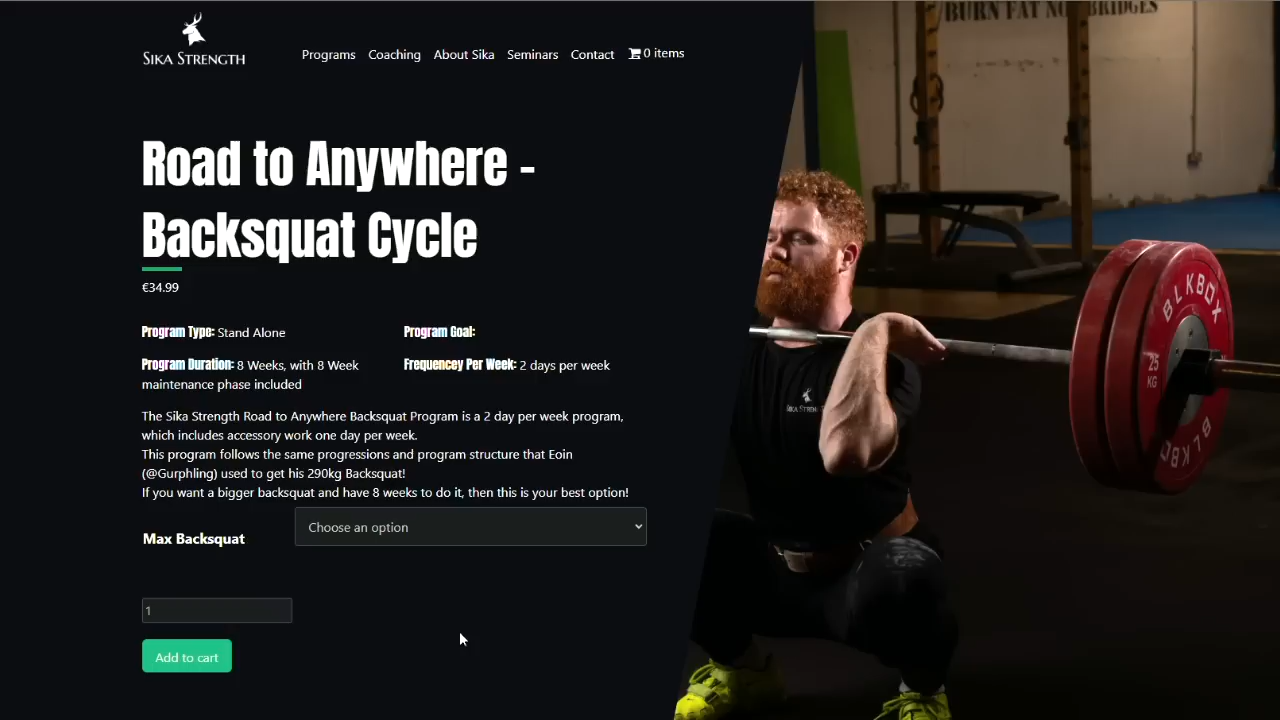 SIKA STRENGTH
Programs Coaching About Sika Seminars Contact 0 items
Road to Anywhere -
Backsquat Cycle
€34.99
Program Type: Stand Alone
Program Goal:
Program Duration: 8 Weeks, with 8 Week
maintenance phase included
Frequencey Per Week: 2 days per week
The Sika Strength Road to Anywhere Backsquat Program is a 2 day per week program,
which includes accessory work one day per week.
This program follows the same progressions and program structure that Eoin
(@Gurphling) used to get his 290kg Backsquat!
If you want a bigger backsquat and have 8 weeks to do it, then this is your best option!
Max Backsquat
Choose an option
1
Add to cart
BURN FAT NOT BRIDGES
BLKBOX
25
KG
BLKBO